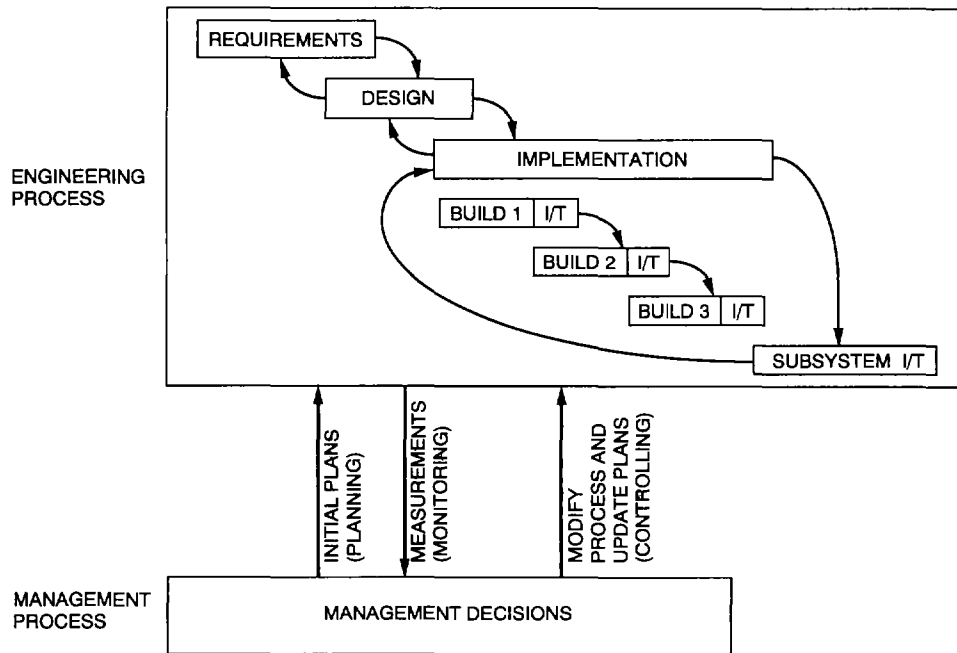 REQUIREMENTS
DESIGN
IMPLEMENTATION
ENGINEERING
PROCESS
BUILD 1 I/T
BUILD 2 I/T
BUILD 3 I/T
SUBSYSTEM I/T
INITIAL PLANS
(PLANNING)
MEASUREMENTS
(MONITORING)
MODIFY
PROCESS AND
UPDATE PLANS
(CONTROLLING)
MANAGEMENT
PROCESS
MANAGEMENT DECISIONS